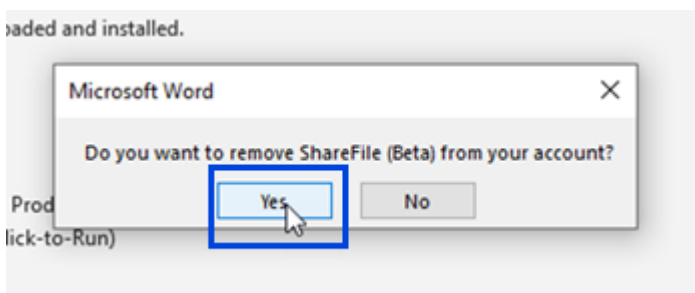 oaded and installed.
Microsoft Word
Do you want to remove ShareFile (Beta) from your account?
Yes No
Prod
lick-to-Run)